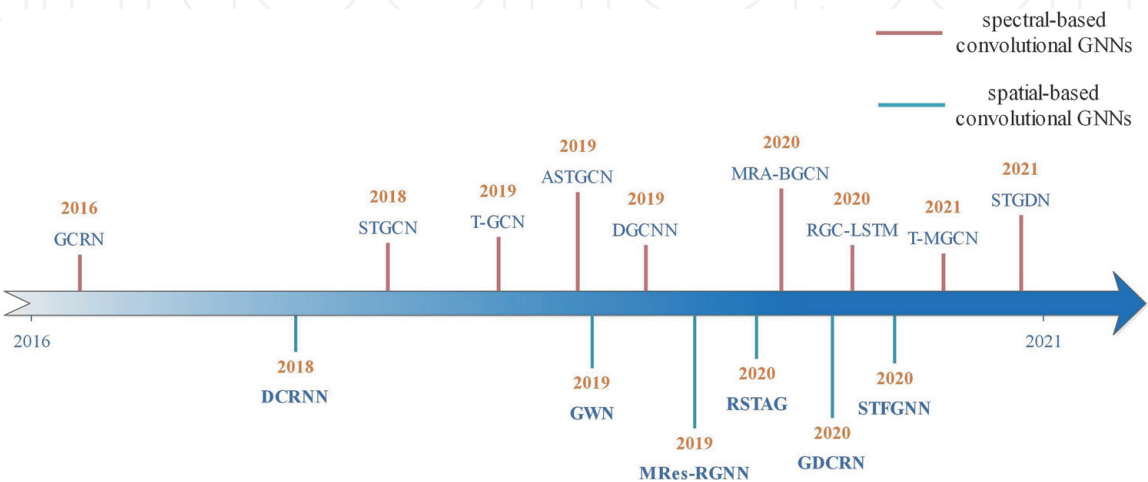 spectral-based
convolutional GNNs
spatial-based
convolutional GNNs
2016
GCRN
2018
STGCN
2019
T-GCN
2019
ASTGCN
2019
DGCNN
2020
MRA-BGCN
2020
RGC-LSTM
2021
T-MGCN
2021
STGDN
2016
2021
2018
DCRNN
2019
GWN
2019
MRes-RGNN
2020
RSTAG
2020
GDCRN
2020
STFGNN